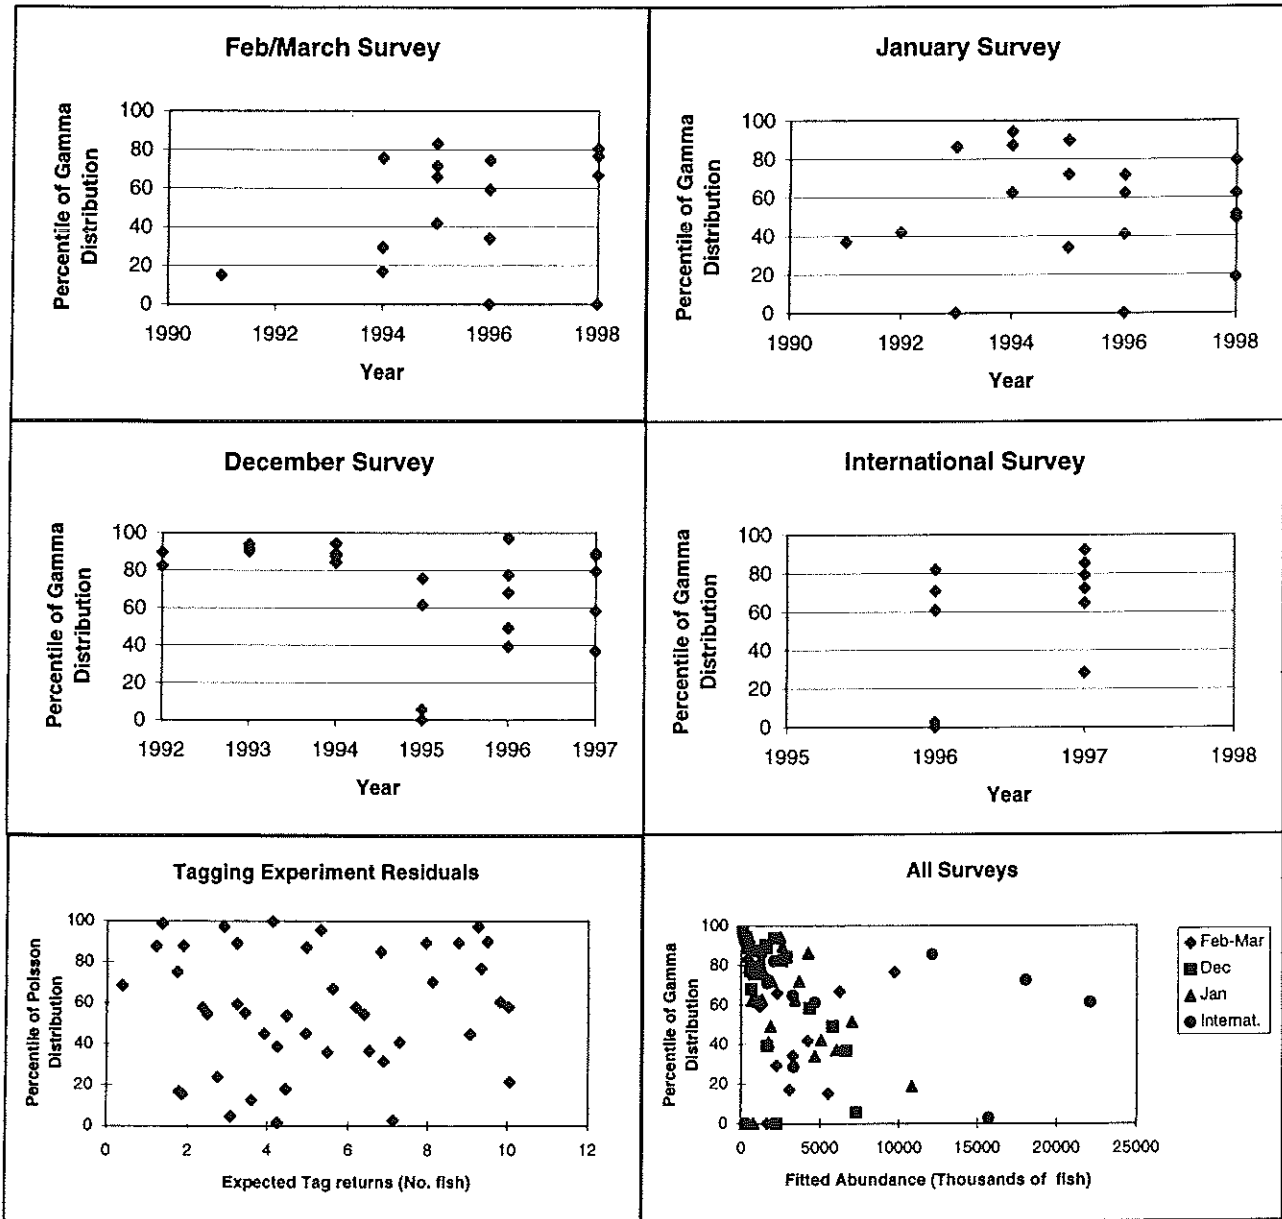 Feb/March Survey
Percentile of Gamma
Distribution
100
80
60
40
20
0
1990 1992 1994 1996 1998
Year
January Survey
Percentile of Gamma
Distribution
100
80
60
40
20
0
1990 1992 1994 1996 1998
Year
December Survey
Percentile of Gamma
Distribution
100
80
60
40
20
0
1992 1993 1994 1995 1996 1997
Year
International Survey
Percentile of Gamma
Distribution
100
80
60
40
20
0
1995 1996 1997 1998
Year
Tagging Experiment Residuals
Percentile of Poisson
Distribution
100
80
60
40
20
0
0 2 4 6 8 10 12
Expected Tag returns (No. fish)
All Surveys
Percentile of Gamma
Distribution
100
80
60
40
20
0
0 5000 10000 15000 20000 25000
Fitted Abundance (Thousands of fish)
Feb-Mar
Dec
Jan
Internat.